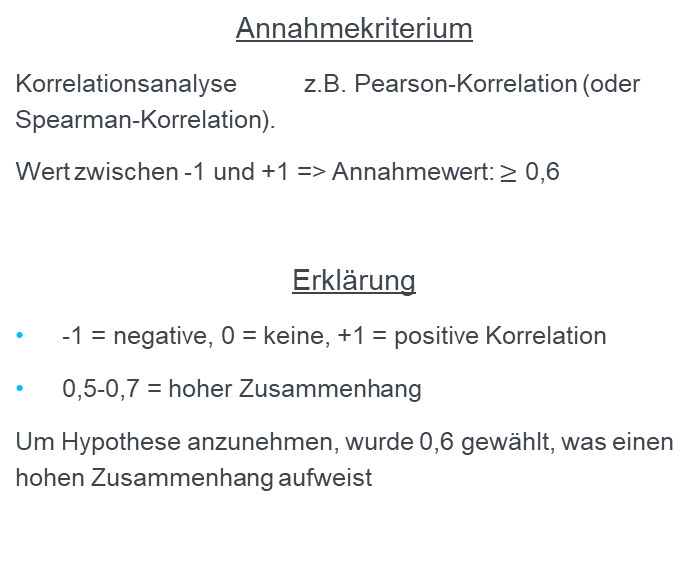 Annahmekriterium
Korrelationsanalyse z.B. Pearson-Korrelation (oder
Spearman-Korrelation).
Wert zwischen -1 und +1 => Annahmewert: ≥ 0,6
Erklärung
• -1 = negative, 0 = keine, +1 = positive Korrelation
• 0,5-0,7 = hoher Zusammenhang
Um Hypothese anzunehmen, wurde 0,6 gewählt, was einen
hohen Zusammenhang aufweist